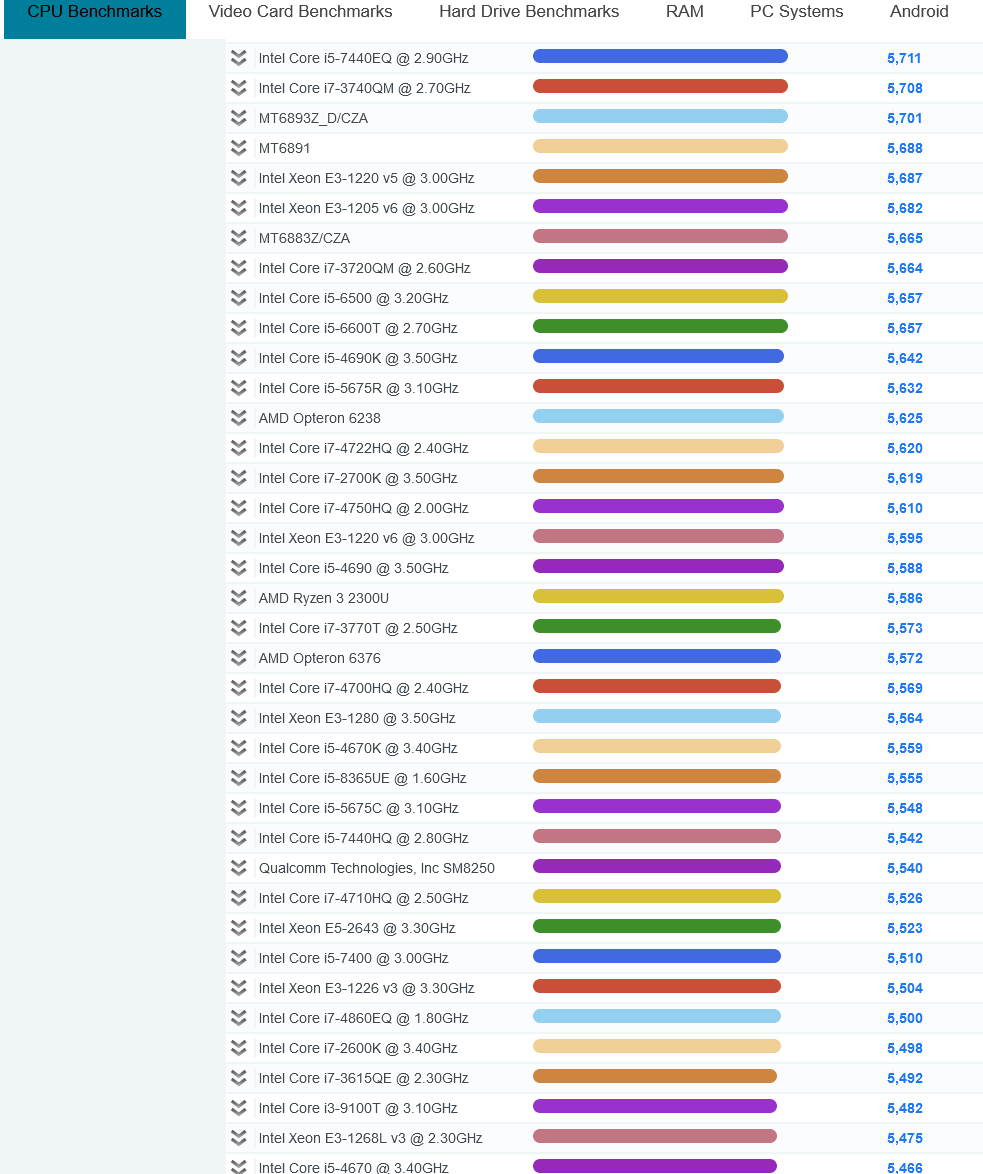 CPU Benchmarks Video Card Benchmarks Hard Drive Benchmarks RAM PC Systems Android
Intel Core i5-7440EQ @ 2.90GHz 5,711
Intel Core i7-3740QM @ 2.70GHz 5,708
MT6893Z_D/CZA 5,701
MT6891 5,688
Intel Xeon E3-1220 v5 @ 3.00GHz 5,687
Intel Xeon E3-1205 v6 @ 3.00GHz 5,682
MT6883Z/CZA 5,665
Intel Core i7-3720QM @ 2.60GHz 5,664
Intel Core i5-6500 @ 3.20GHz 5,657
Intel Core i5-6600T @ 2.70GHz 5,657
Intel Core i5-4690K @ 3.50GHz 5,642
Intel Core i5-5675R @ 3.10GHz 5,632
AMD Opteron 6238 5,625
Intel Core i7-4722HQ @ 2.40GHz 5,620
Intel Core i7-2700K @ 3.50GHz 5,619
Intel Core i7-4750HQ @ 2.00GHz 5,610
Intel Xeon E3-1220 v6 @ 3.00GHz 5,595
Intel Core i5-4690 @ 3.50GHz 5,588
AMD Ryzen 3 2300U 5,586
Intel Core i7-3770T @ 2.50GHz 5,573
AMD Opteron 6376 5,572
Intel Core i7-4700HQ @ 2.40GHz 5,569
Intel Xeon E3-1280 @ 3.50GHz 5,564
Intel Core i5-4670K @ 3.40GHz 5,559
Intel Core i5-8365UE @ 1.60GHz 5,555
Intel Core i5-5675C @ 3.10GHz 5,548
Intel Core i5-7440HQ @ 2.80GHz 5,542
Qualcomm Technologies, Inc SM8250 5,540
Intel Core i7-4710HQ @ 2.50GHz 5,526
Intel Xeon E5-2643 @ 3.30GHz 5,523
Intel Core i5-7400 @ 3.00GHz 5,510
Intel Xeon E3-1226 v3 @ 3.30GHz 5,504
Intel Core i7-4860EQ @ 1.80GHz 5,500
Intel Core i7-2600K @ 3.40GHz 5,498
Intel Core i7-3615QE @ 2.30GHz 5,492
Intel Core i3-9100T @ 3.10GHz 5,482
Intel Xeon E3-1268L v3 @ 2.30GHz 5,475
Intel Core i5-4670 @ 3.40GHz 5,466